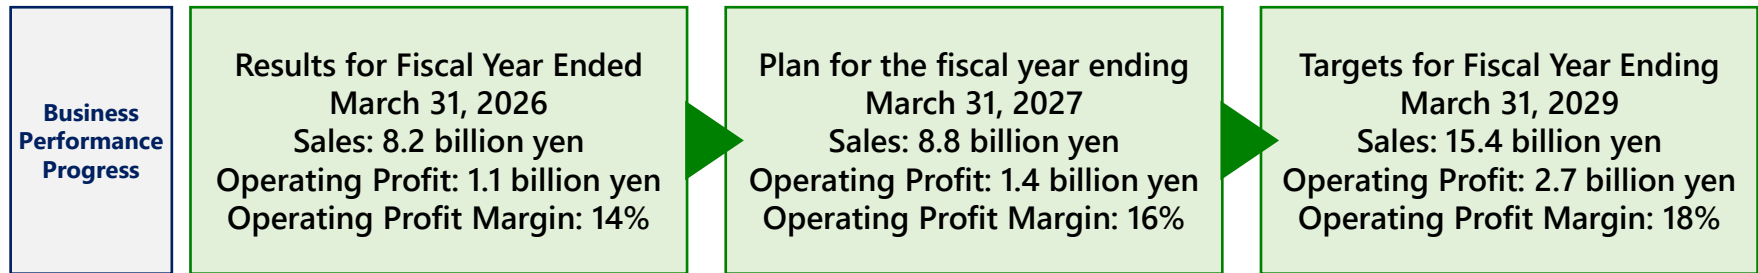 Business
Performance
Progress
Results for Fiscal Year Ended
March 31, 2026
Sales: 8.2 billion yen
Operating Profit: 1.1 billion yen
Operating Profit Margin: 14%
Plan for the fiscal year ending
March 31, 2027
Sales: 8.8 billion yen
Operating Profit: 1.4 billion yen
Operating Profit Margin: 16%
Targets for Fiscal Year Ending
March 31, 2029
Sales: 15.4 billion yen
Operating Profit: 2.7 billion yen
Operating Profit Margin: 18%